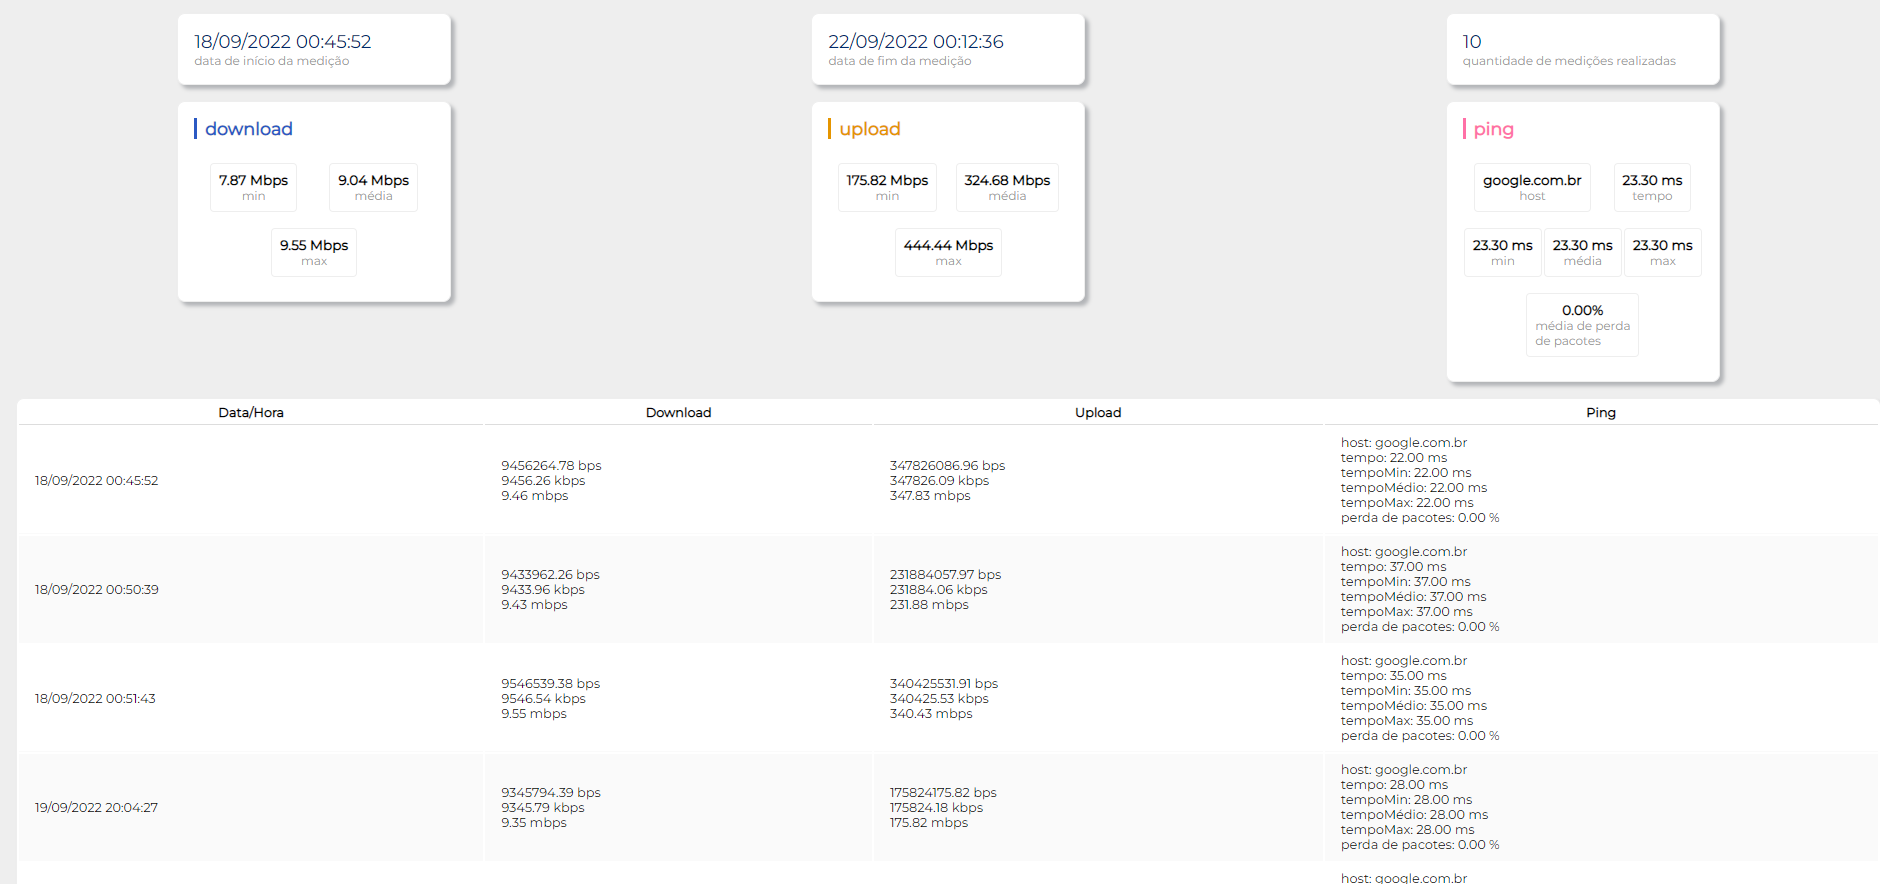 18/09/2022 00:45:52
data de início da medição
22/09/2022 00:12:36
data de fim da medição
10
quantidade de medições realizadas
download
7.87 Mbps
min
9.04 Mbps
média
9.55 Mbps
max
upload
175.82 Mbps
min
324.68 Mbps
média
444.44 Mbps
max
ping
google.com.br
host
23.30 ms
tempo
23.30 ms
min
23.30 ms
média
23.30 ms
max
0.00%
média de perda
de pacotes
Data/Hora Download Upload Ping
18/09/2022 00:45:52
9456264.78 bps
9456.26 kbps
9.46 mbps
347826086.96 bps
347826.09 kbps
347.83 mbps
host: google.com.br
tempo: 22.00 ms
tempoMin: 22.00 ms
tempoMédio: 22.00 ms
tempoMax: 22.00 ms
perda de pacotes: 0.00 %
18/09/2022 00:50:39
9433962.26 bps
9433.96 kbps
9.43 mbps
231884057.97 bps
231884.06 kbps
231.88 mbps
host: google.com.br
tempo: 37.00 ms
tempoMin: 37.00 ms
tempoMédio: 37.00 ms
tempoMax: 37.00 ms
perda de pacotes: 0.00 %
18/09/2022 00:51:43
9546539.38 bps
9546.54 kbps
9.55 mbps
340425531.91 bps
340425.53 kbps
340.43 mbps
host: google.com.br
tempo: 35.00 ms
tempoMin: 35.00 ms
tempoMédio: 35.00 ms
tempoMax: 35.00 ms
perda de pacotes: 0.00 %
19/09/2022 20:04:27
9345794.39 bps
9345.79 kbps
9.35 mbps
175824175.82 bps
175824.18 kbps
175.82 mbps
host: google.com.br
tempo: 28.00 ms
tempoMin: 28.00 ms
tempoMédio: 28.00 ms
tempoMax: 28.00 ms
perda de pacotes: 0.00 %
host: google.com.br